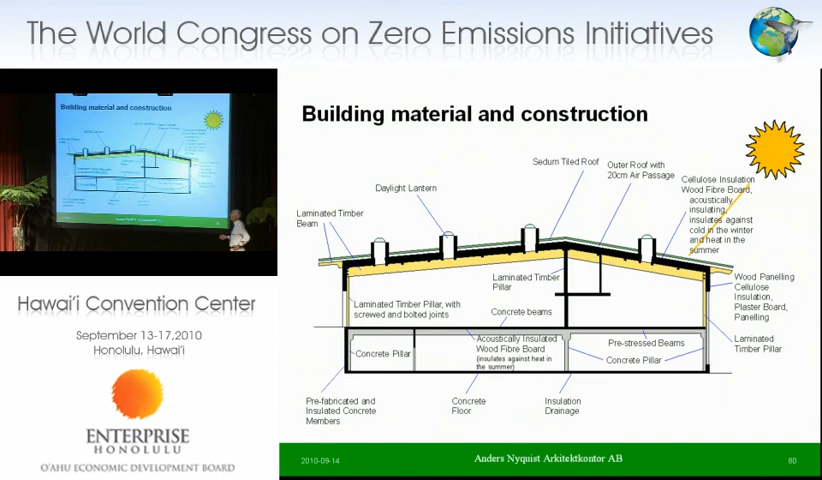 The World Congress on Zero Emissions Initiatives
Building material and construction
Building material and construction
Sedum Tiled Roof
Outer Roof with
20cm Air Passage
Daylight Lantern
Cellulose Insulation
Wood Fibre Board,
acoustically
insulating,
insulates against
cold in the winter
and heat in the
summer
Laminated Timber
Beam
Laminated Timber
Pillar
Wood Panelling
Cellulose
Insulation,
Plaster Board,
Panelling
Laminated Timber Pillar, with
screwed and bolted joints
Concrete beams
Acoustically Insulated
Wood Fibre Board
(insulates against heat in
the summer)
Pre-stressed Beams
Laminated
Timber Pillar
Concrete Pillar
Concrete Pillar
Pre-fabricated and
Insulated Concrete
Members
Concrete
Floor
Insulation
Drainage
2010-09-14
Anders Nyquist Arkitektkontor AB
80
Hawai'i Convention Center
September 13-17,2010
Honolulu, Hawai'i
ENTERPRISE
HONOLULU
O'AHU ECONOMIC DEVELOPMENT BOARD